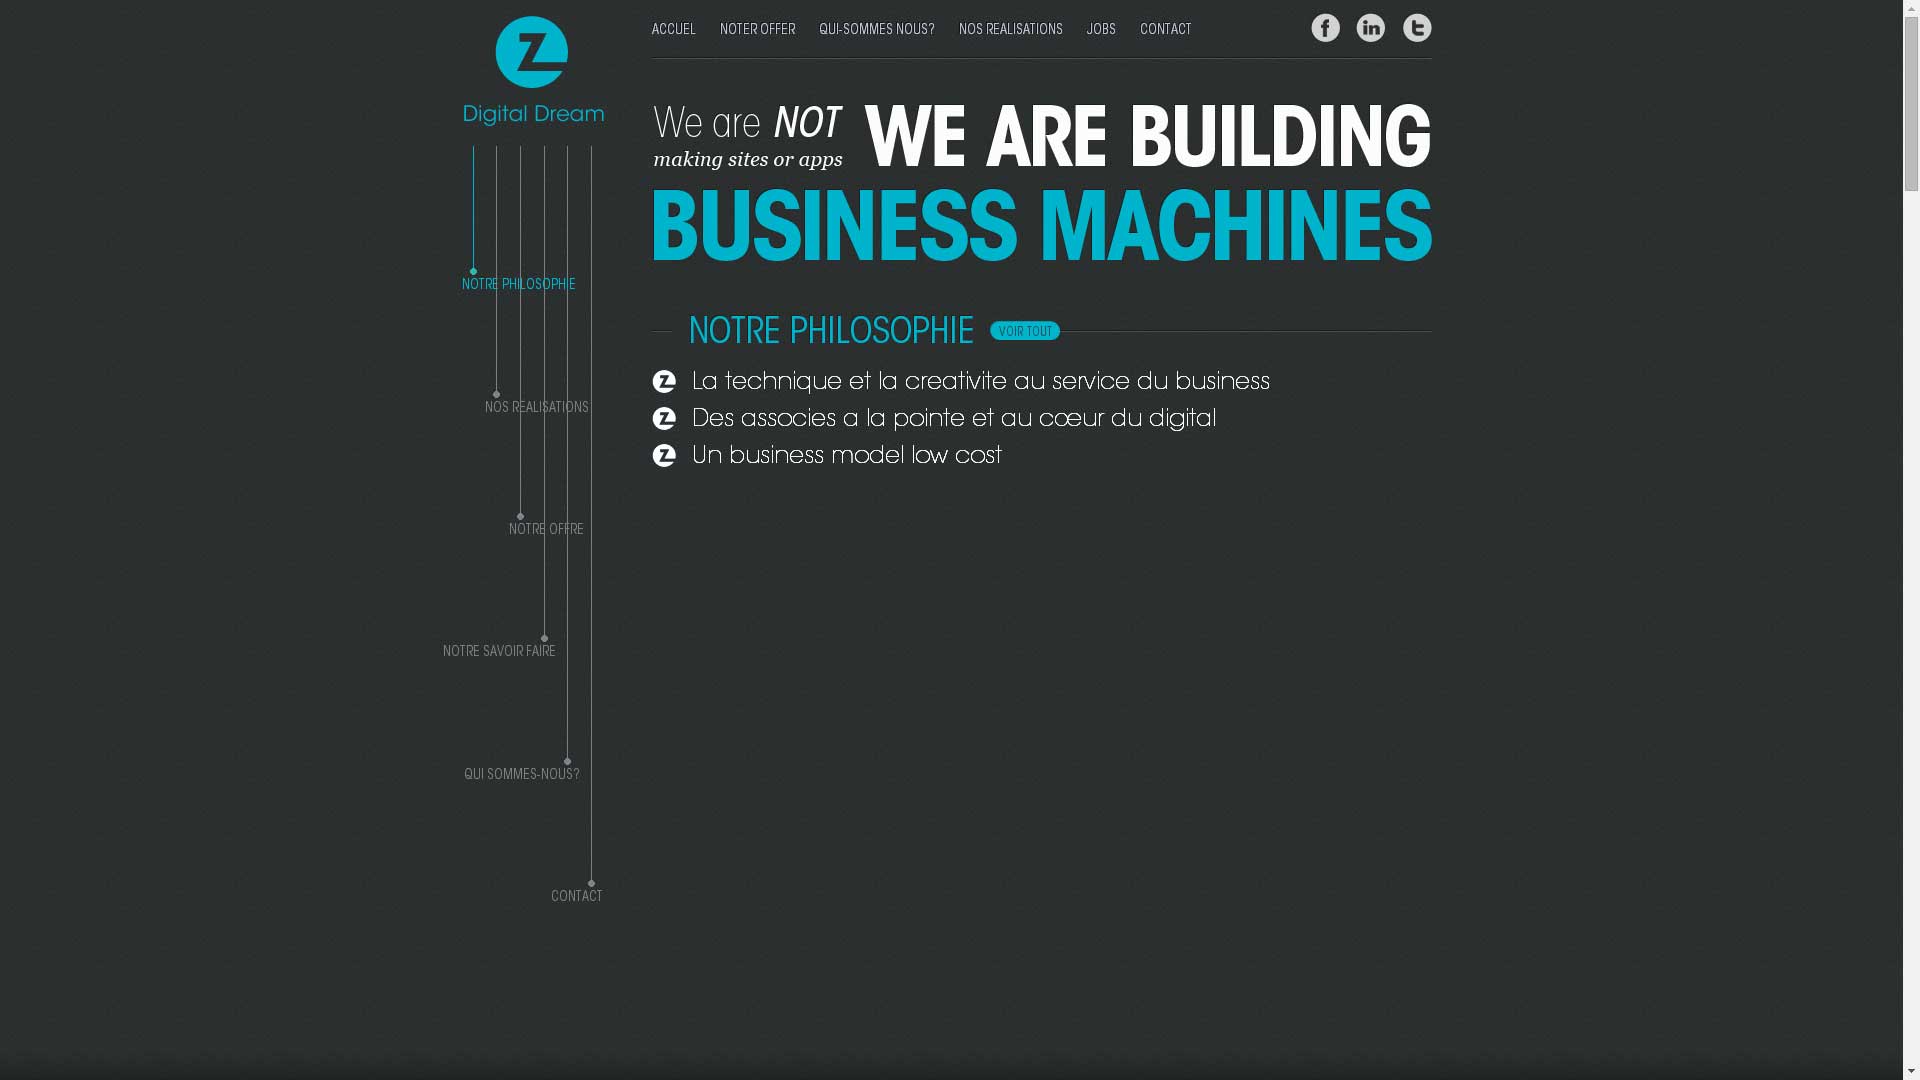 ACCUEL NOTER OFFER QUI-SOMMES NOUS? NOS REALISATIONS JOBS CONTACT
Digital Dream
We are NOT
making sites or apps
WE ARE BUILDING
BUSINESS MACHINES
NOTRE PHILOSOPHIE VOIR TOUT
La technique et la creativite au service du business
Des associes a la pointe et au cœur du digital
Un business model low cost
NOTRE PHILOSOPHIE
NOS REALISATIONS
NOTRE OFFRE
NOTRE SAVOIR FAIRE
QUI SOMMES-NOUS?
CONTACT